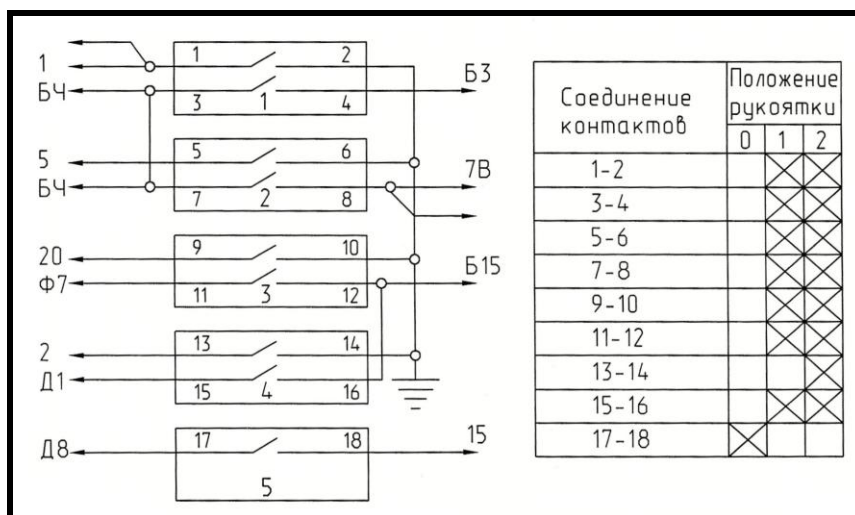 1 1 2 Б3
БЧ 3 1 4
5 5 6
БЧ 7 2 8 7В
20 9 10
Ф7 11 3 12 Б15
2 13 14
Д1 15 4 16
Д8 17 18 15
5
Соединение контактов
Положение рукоятки
0 1 2
1-2
3-4
5-6
7-8
9-10
11-12
13-14
15-16
17-18